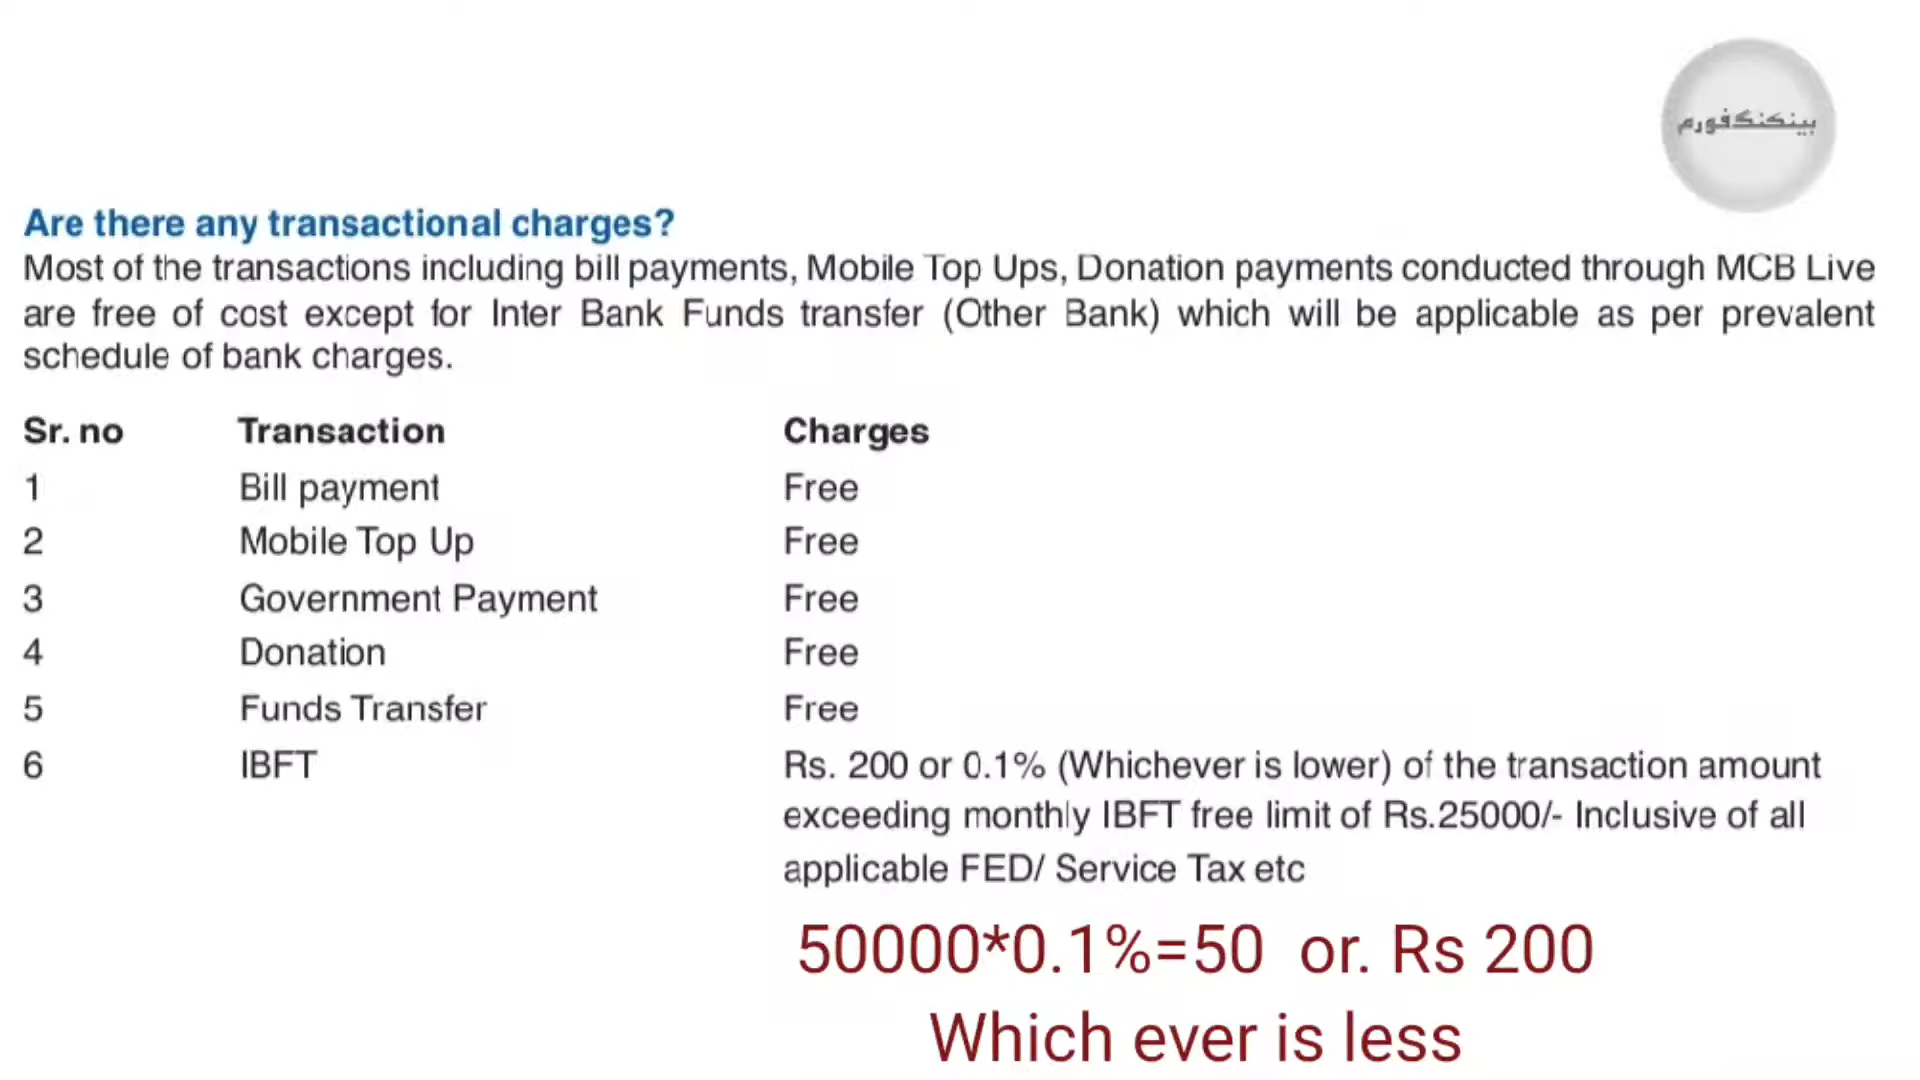 بینکنگ فورم
Are there any transactional charges?
Most of the transactions including bill payments, Mobile Top Ups, Donation payments conducted through MCB Live
are free of cost except for Inter Bank Funds transfer (Other Bank) which will be applicable as per prevalent
schedule of bank charges.
Sr. no Transaction Charges
1 Bill payment Free
2 Mobile Top Up Free
3 Government Payment Free
4 Donation Free
5 Funds Transfer Free
6 IBFT Rs. 200 or 0.1% (Whichever is lower) of the transaction amount
exceeding monthly IBFT free limit of Rs.25000/- Inclusive of all
applicable FED/ Service Tax etc
50000*0.1%=50 or. Rs 200
Which ever is less